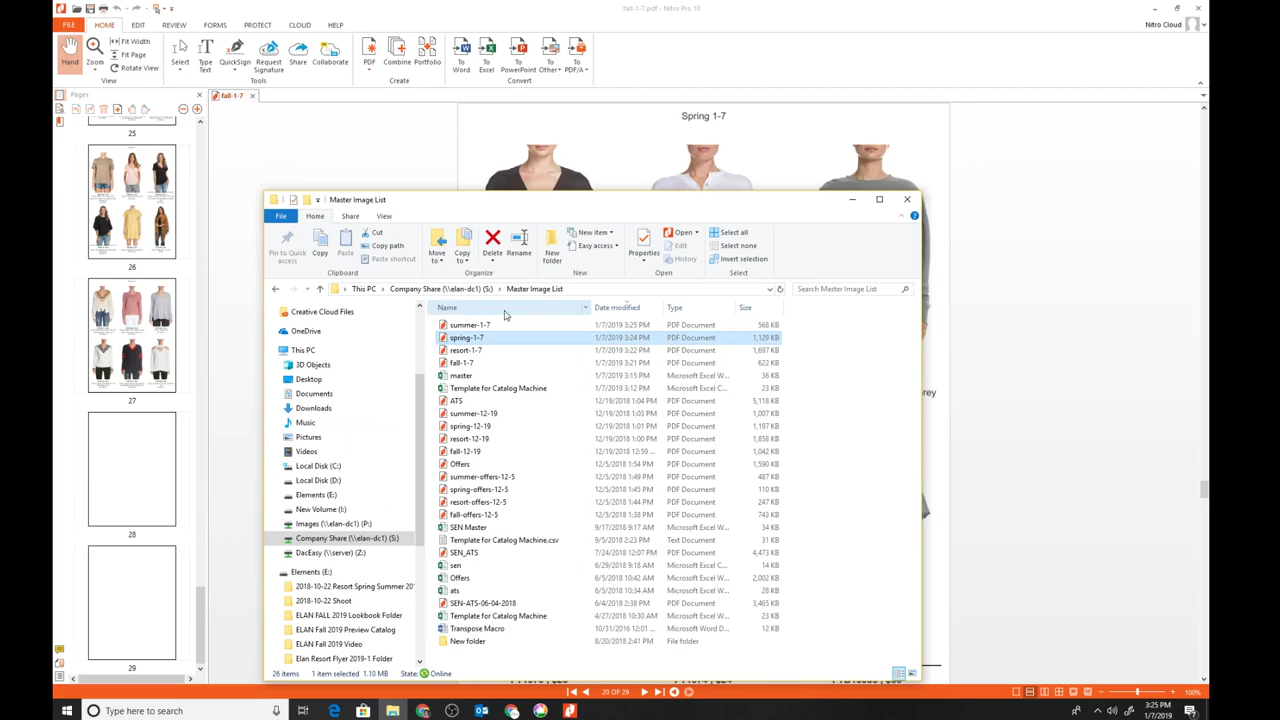 fall-1-7.pdf - Nitro Pro 10
FILE HOME EDIT REVIEW FORMS PROTECT CLOUD HELP
Nitro Cloud
Hand Zoom Fit Width Fit Page Rotate View Select Type Text QuickSign Request Signature Share Collaborate PDF Combine Portfolio To Word To Excel To PowerPoint To Other To PDF/A
View Tools Create Convert
Pages
fall-1-7
25
26
27
28
29
Spring 1-7
Master Image List
File Home Share View
Pin to Quick access Copy Paste Cut Copy path Paste shortcut Move to Copy to Delete Rename New folder New item Easy access Properties Open Edit History Select all Select none Invert selection
Clipboard Organize New Open Select
This PC Company Share (\\elan-dc1) (S:) Master Image List
Search Master Image List
Creative Cloud Files
OneDrive
This PC
3D Objects
Desktop
Documents
Downloads
Music
Pictures
Videos
Local Disk (C:)
Local Disk (D:)
Elements (E:)
New Volume (I:)
Images (\\elan-dc1) (P:)
Company Share (\\elan-dc1) (S:)
DacEasy (\\server) (Z:)
Elements (E:)
2018-10-22 Resort Spring Summer 201
2018-10-22 Shoot
ELAN FALL 2019 Lookbook Folder
ELAN Fall 2019 Preview Catalog
ELAN Fall 2019 Video
Elan Resort Flyer 2019-1 Folder
Name Date modified Type Size
summer-1-7 1/7/2019 3:25 PM PDF Document 568 KB
spring-1-7 1/7/2019 3:24 PM PDF Document 1,129 KB
resort-1-7 1/7/2019 3:22 PM PDF Document 1,697 KB
fall-1-7 1/7/2019 3:21 PM PDF Document 622 KB
master 1/7/2019 3:15 PM Microsoft Excel W... 36 KB
Template for Catalog Machine 1/7/2019 3:12 PM Microsoft Excel C... 23 KB
ATS 12/19/2018 1:04 PM PDF Document 5,118 KB
summer-12-19 12/19/2018 1:03 PM PDF Document 1,007 KB
spring-12-19 12/19/2018 1:01 PM PDF Document 1,197 KB
resort-12-19 12/19/2018 1:00 PM PDF Document 1,858 KB
fall-12-19 12/19/2018 12:59 ... PDF Document 1,042 KB
Offers 12/5/2018 1:54 PM PDF Document 1,590 KB
summer-offers-12-5 12/5/2018 1:49 PM PDF Document 487 KB
spring-offers-12-5 12/5/2018 1:45 PM PDF Document 110 KB
resort-offers-12-5 12/5/2018 1:44 PM PDF Document 247 KB
fall-offers-12-5 12/5/2018 1:38 PM PDF Document 743 KB
SEN Master 9/17/2018 9:17 AM Microsoft Excel W... 34 KB
Template for Catalog Machine.csv 9/5/2018 2:23 PM Text Document 31 KB
SEN_ATS 7/24/2018 12:07 PM PDF Document 4,473 KB
sen 6/29/2018 9:18 AM Microsoft Excel C... 14 KB
Offers 6/5/2018 10:42 AM Microsoft Excel W... 2,002 KB
ats 6/5/2018 10:34 AM Microsoft Excel W... 28 KB
SEN-ATS-06-04-2018 6/4/2018 2:38 PM PDF Document 3,465 KB
Template for Catalog Machine 4/27/2018 10:30 AM Microsoft Excel W... 23 KB
Transpose Macro 10/31/2016 12:01 ... Microsoft Word D... 12 KB
New folder 8/20/2018 2:41 PM File folder
26 items 1 item selected 1.10 MB State: Online
20 OF 29
100%
Type here to search
3:25 PM
1/7/2019